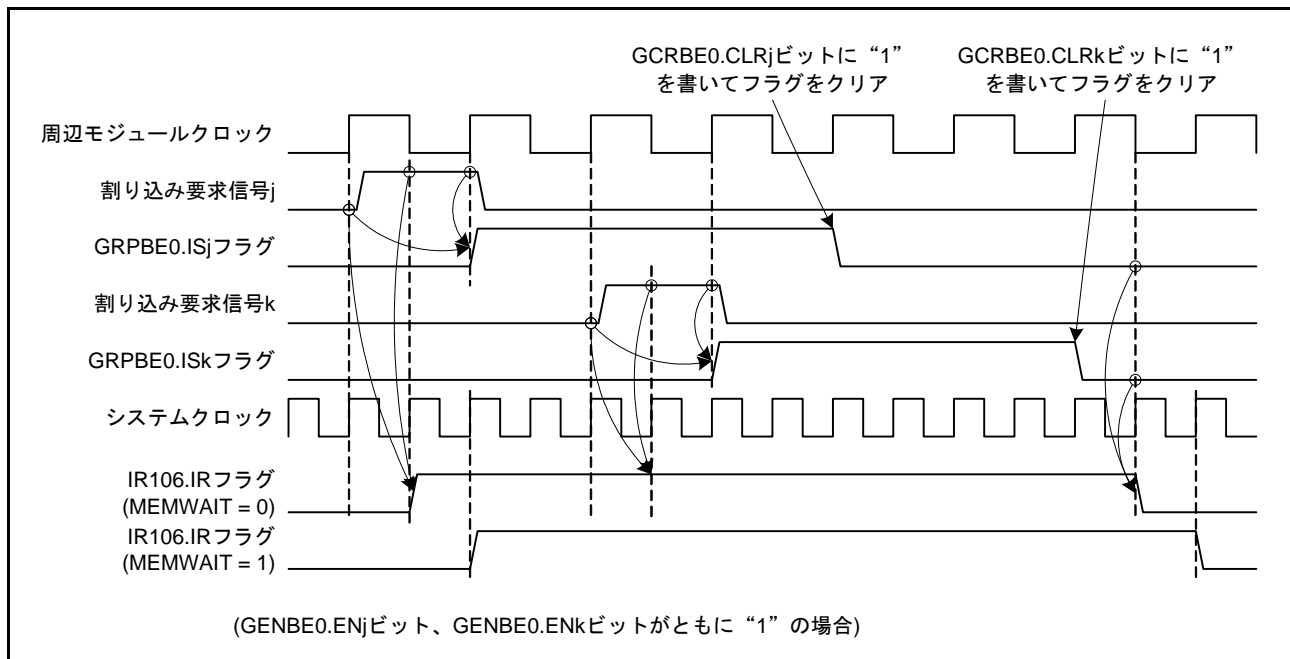 GCRBE0.CLRjビットに“1”
を書いてフラグをクリア
GCRBE0.CLRkビットに“1”
を書いてフラグをクリア
周辺モジュールクロック
割り込み要求信号j
GRPBE0.ISjフラグ
割り込み要求信号k
GRPBE0.ISkフラグ
システムクロック
IR106.IRフラグ
(MEMWAIT = 0)
IR106.IRフラグ
(MEMWAIT = 1)
(GENBE0.ENjビット、GENBE0.ENkビットがともに“1”の場合)